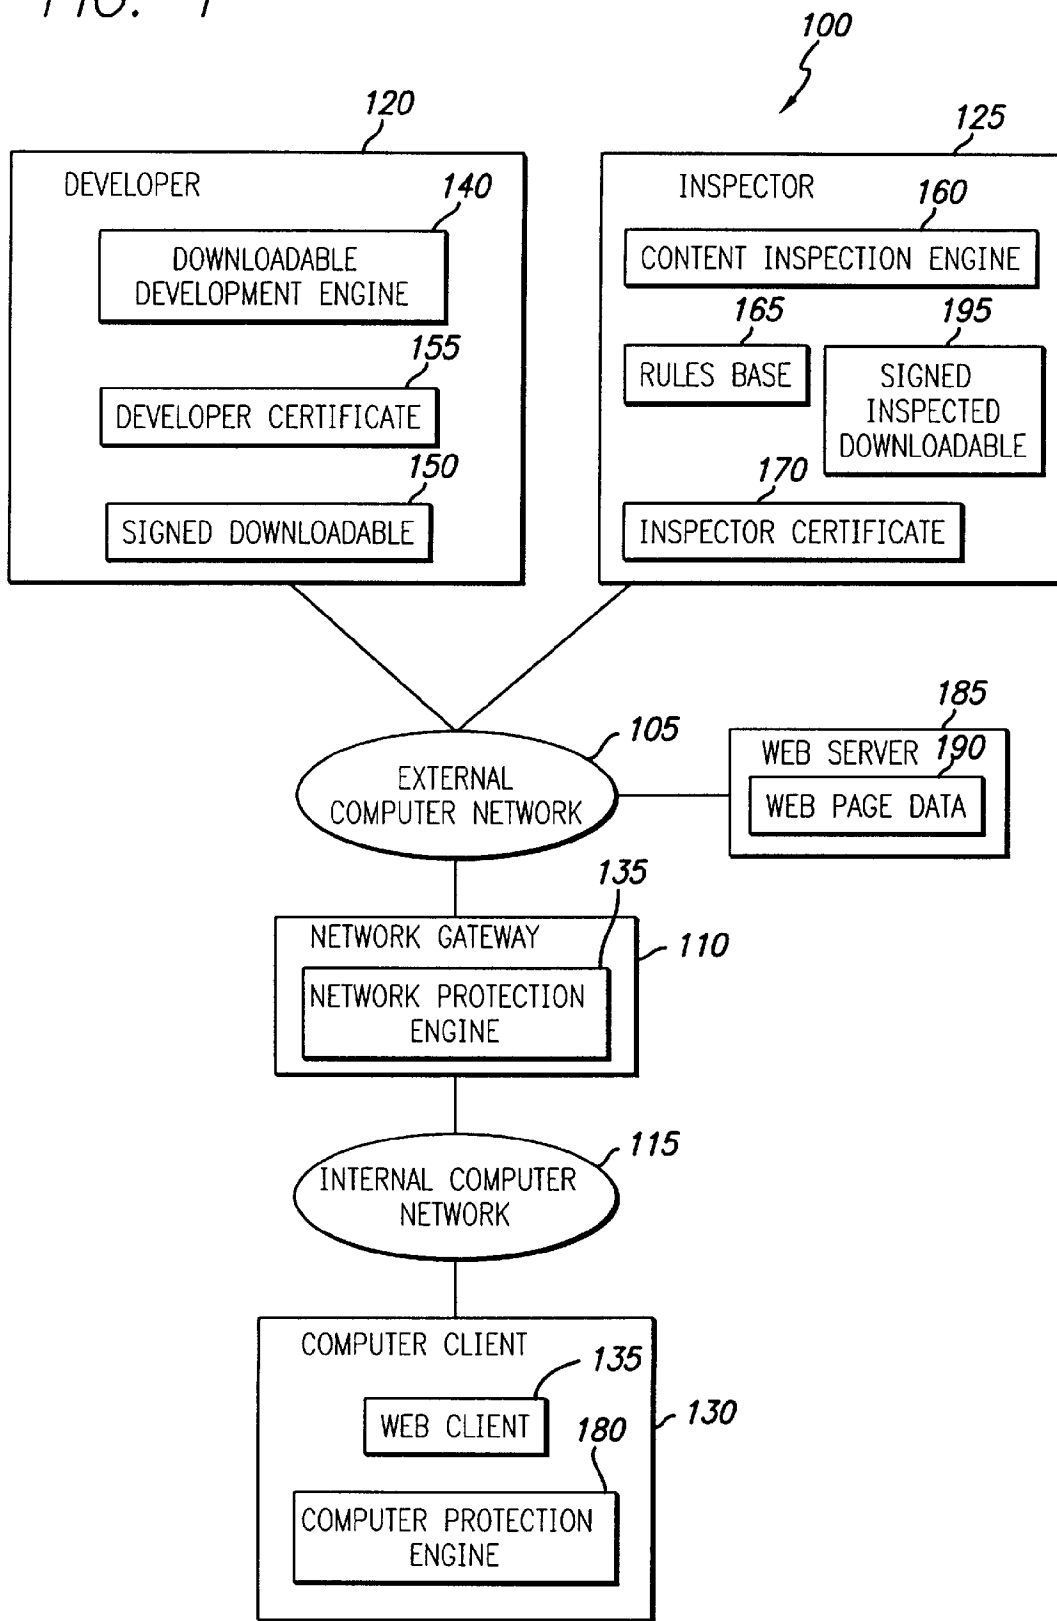 FIG. 1
100
120
DEVELOPER
140
DOWNLOADABLE
DEVELOPMENT ENGINE
155
DEVELOPER CERTIFICATE
150
SIGNED DOWNLOADABLE
125
INSPECTOR
160
CONTENT INSPECTION ENGINE
165
RULES BASE
195
SIGNED
INSPECTED
DOWNLOADABLE
170
INSPECTOR CERTIFICATE
105
EXTERNAL
COMPUTER NETWORK
185
WEB SERVER
190
WEB PAGE DATA
135
NETWORK GATEWAY
110
NETWORK PROTECTION
ENGINE
115
INTERNAL COMPUTER
NETWORK
COMPUTER CLIENT
135
WEB CLIENT
130
180
COMPUTER PROTECTION
ENGINE